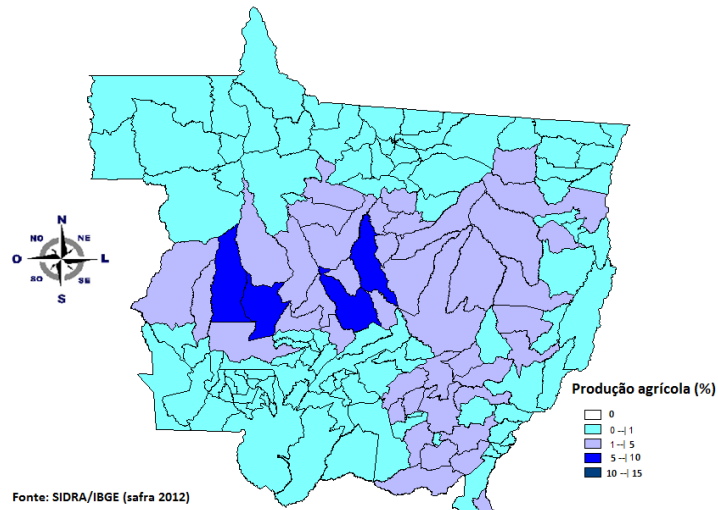 N
NO
NE
O
L
SO
SE
S
Produção agrícola (%)
0
0 --| 1
1 --| 5
5 --| 10
10 --| 15
Fonte: SIDRA/IBGE (safra 2012)